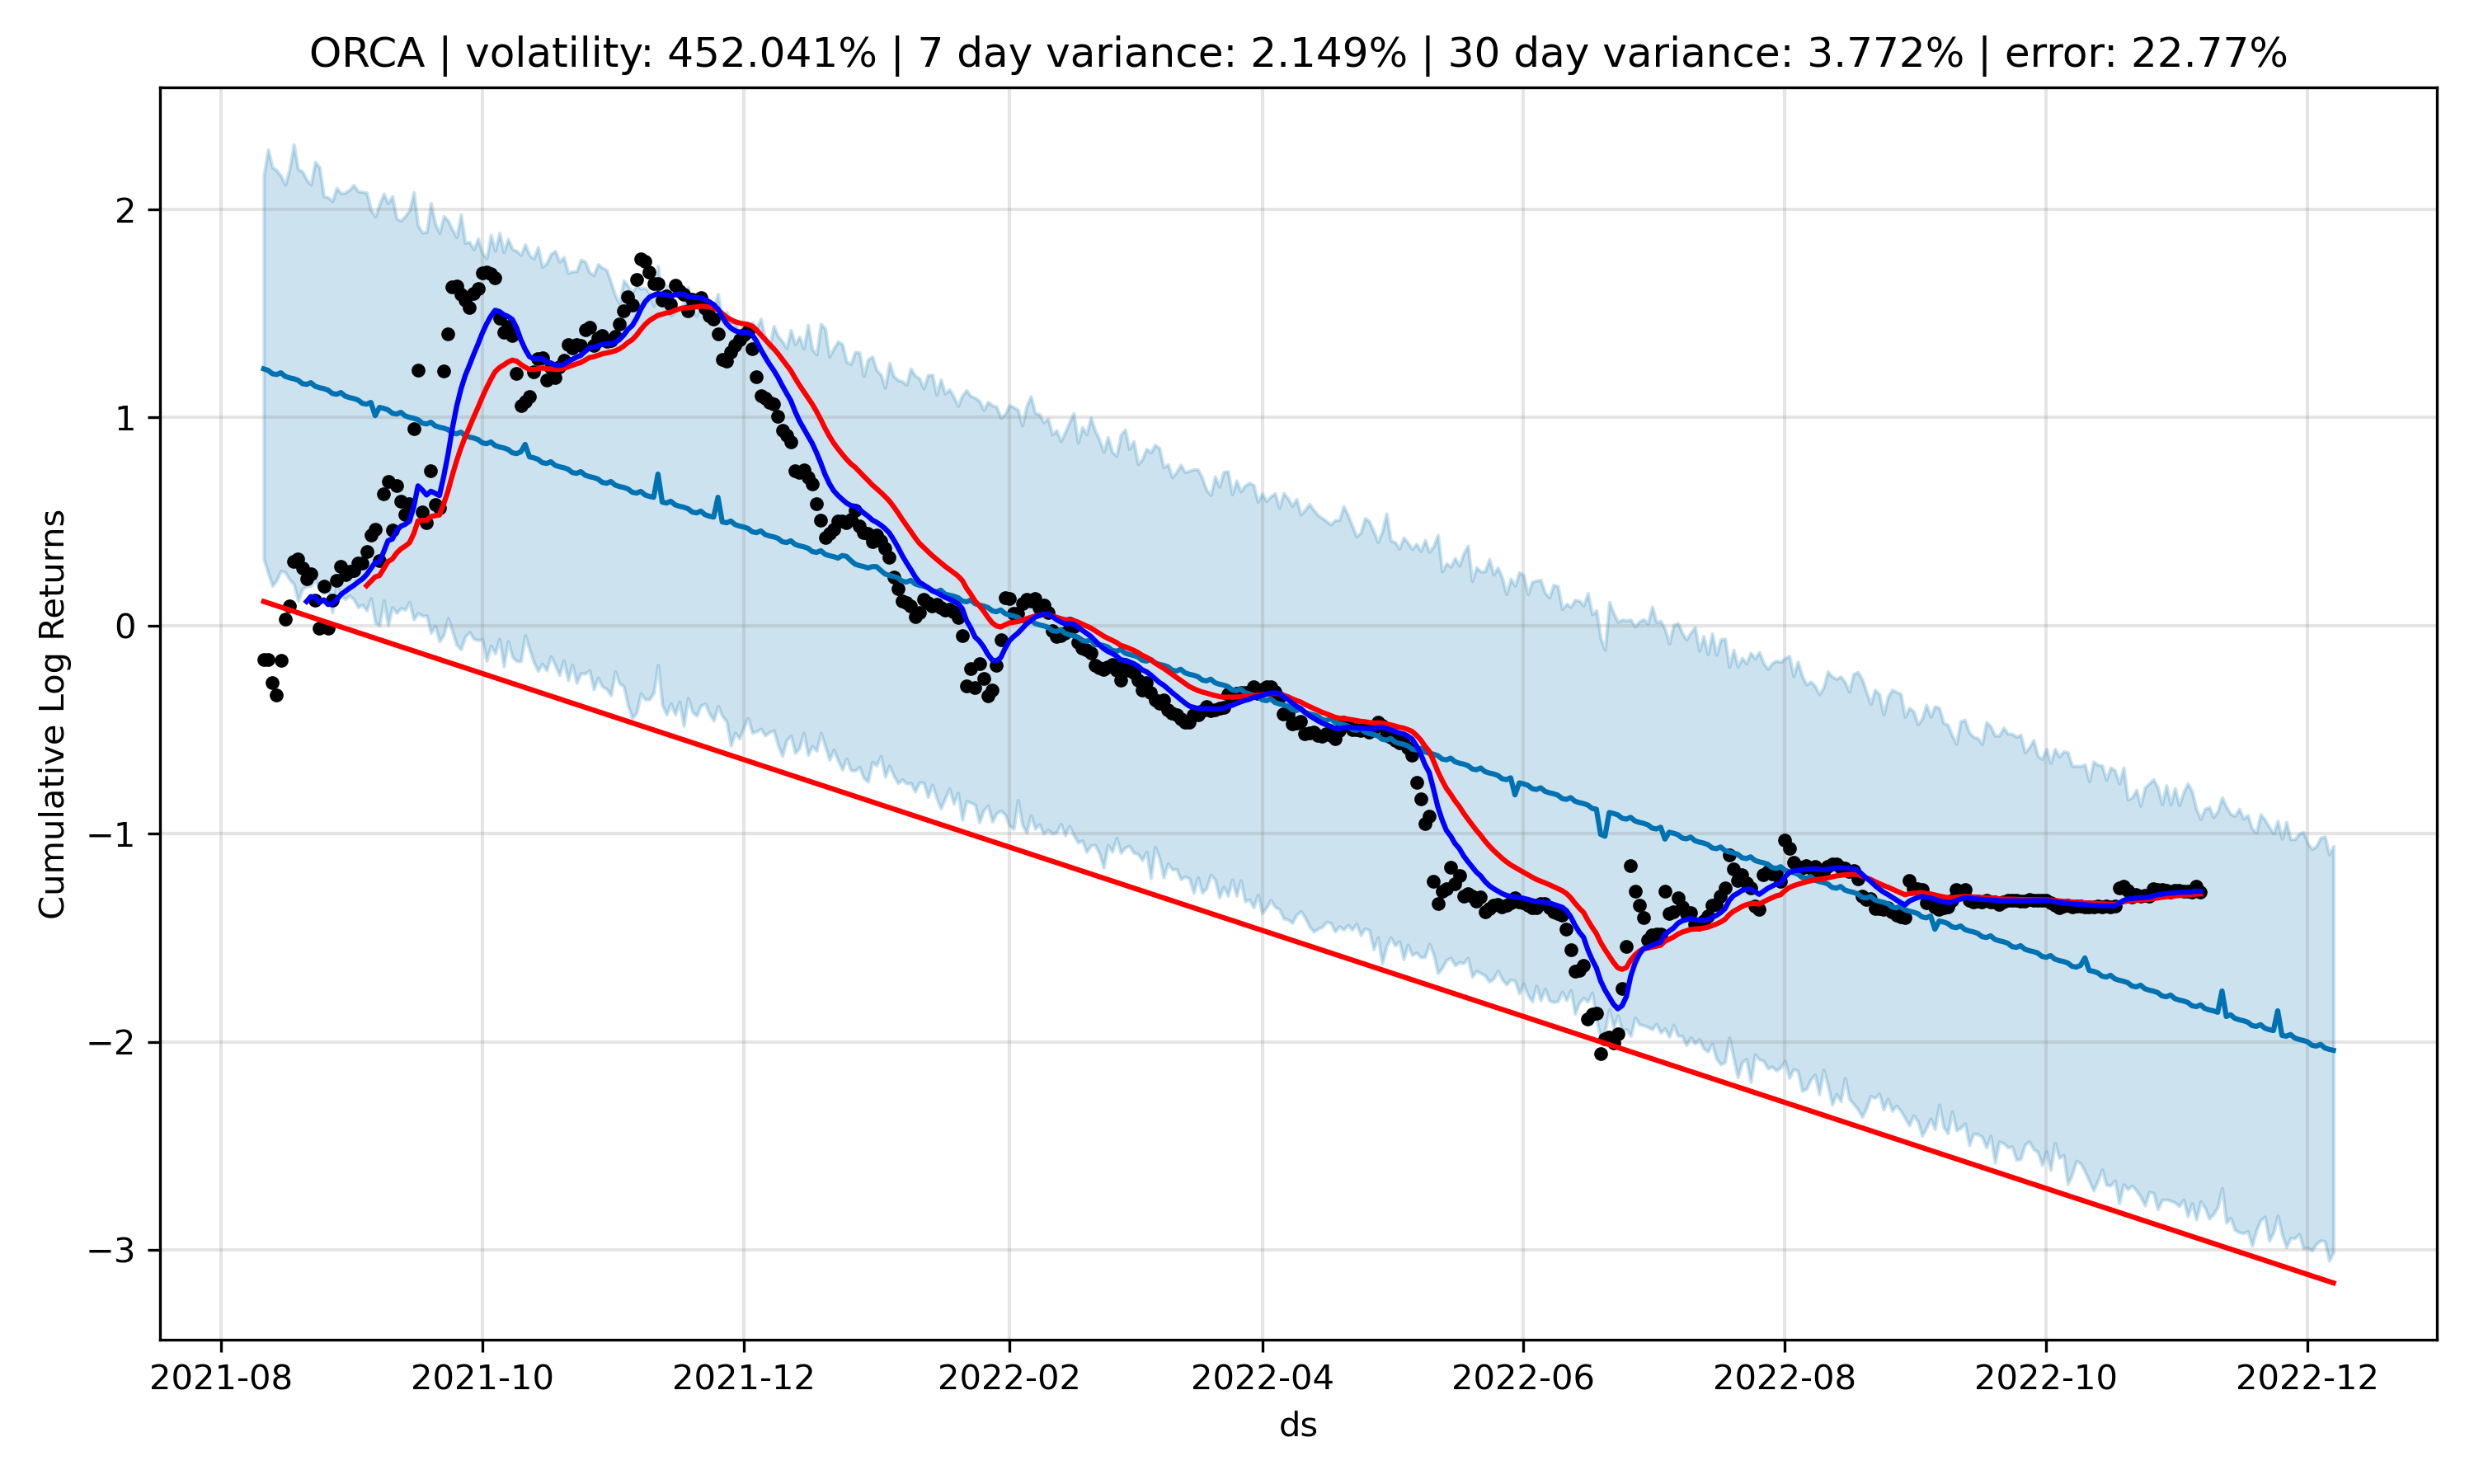 ORCA | volatility: 452.041% | 7 day variance: 2.149% | 30 day variance: 3.772% | error: 22.77%
Cumulative Log Returns
2
1
0
−1
−2
−3
2021-08 2021-10 2021-12 2022-02 2022-04 2022-06 2022-08 2022-10 2022-12
ds